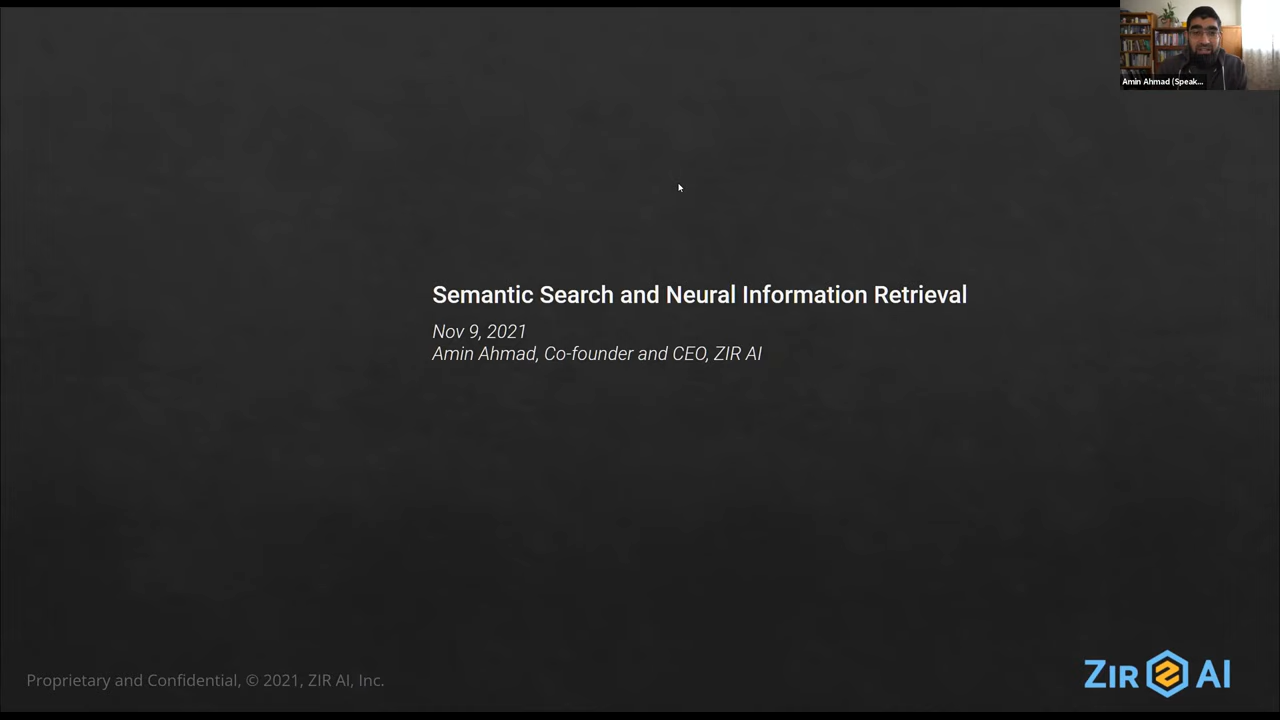 Amin Ahmad (Speak...
Semantic Search and Neural Information Retrieval
Nov 9, 2021
Amin Ahmad, Co-founder and CEO, ZIR AI
Proprietary and Confidential, © 2021, ZIR AI, Inc.
ZIR AI